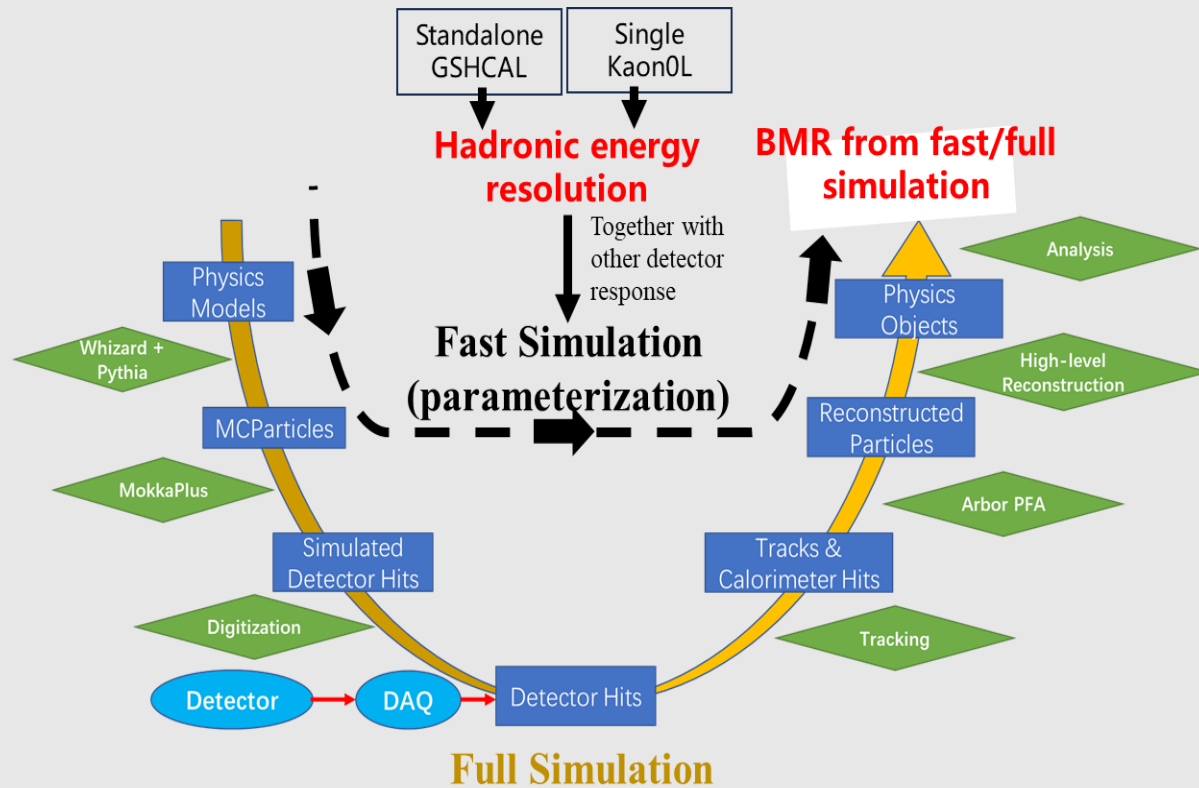 Standalone
GSHCAL
Single
Kaon0L
Hadronic energy
resolution
BMR from fast/full
simulation
Together with
other detector
response
Fast Simulation
(parameterization)
Physics
Models
Whizard +
Pythia
MCParticles
MokkaPlus
Simulated
Detector Hits
Digitization
Detector
DAQ
Detector Hits
Tracking
Tracks &
Calorimeter Hits
Arbor PFA
Reconstructed
Particles
High-level
Reconstruction
Physics
Objects
Analysis
Full Simulation